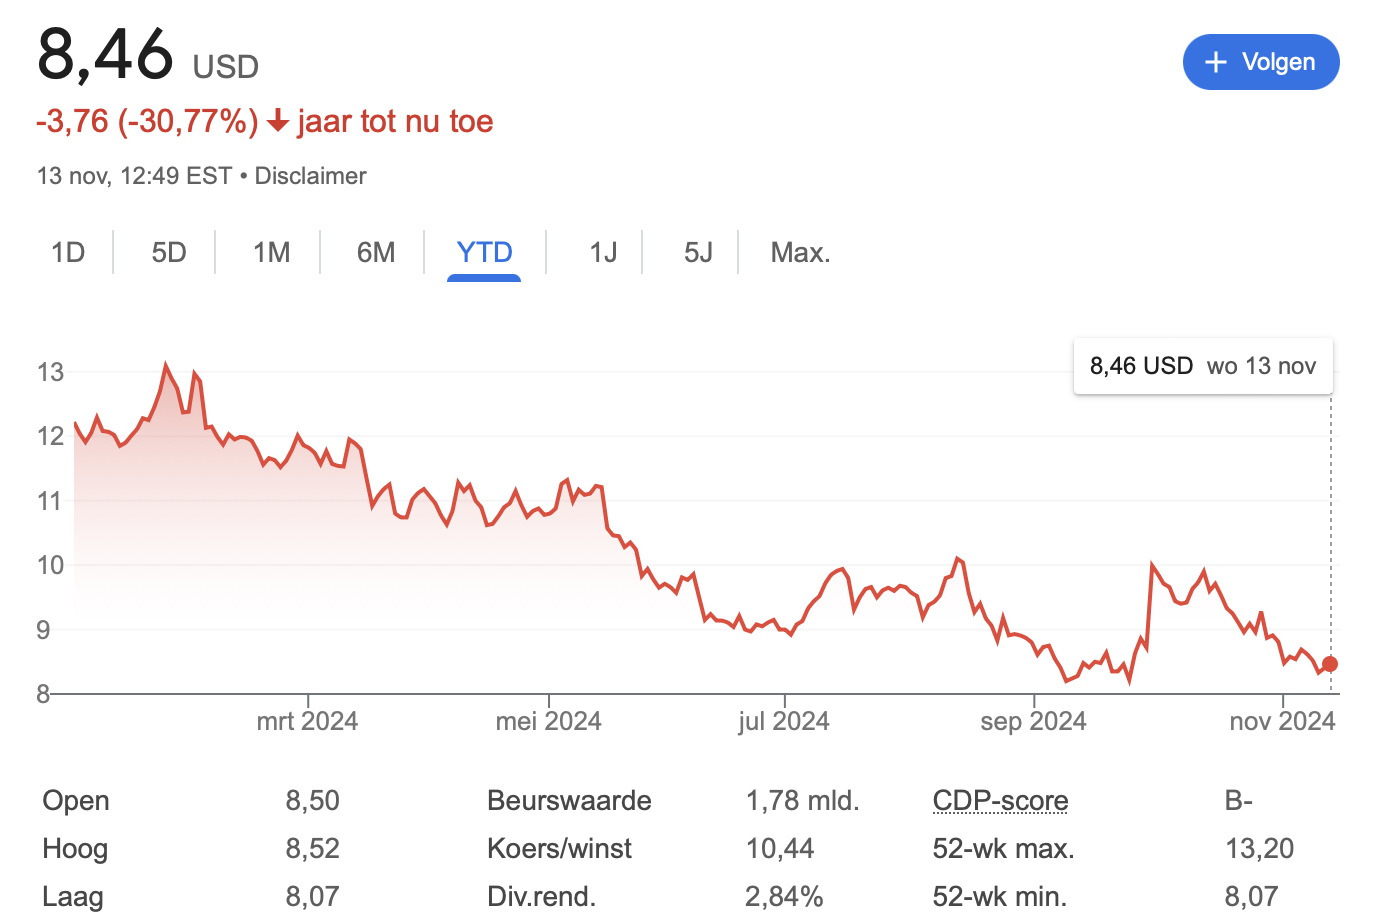 8,46 USD
+ Volgen
-3,76 (-30,77%) ↓ jaar tot nu toe
13 nov, 12:49 EST • Disclaimer
1D 5D 1M 6M YTD 1J 5J Max.
8,46 USD wo 13 nov
13
12
11
10
9
8
mrt 2024 mei 2024 jul 2024 sep 2024 nov 2024
Open 8,50 Beurswaarde 1,78 mld. CDP-score B-
Hoog 8,52 Koers/winst 10,44 52-wk max. 13,20
Laag 8,07 Div.rend. 2,84% 52-wk min. 8,07